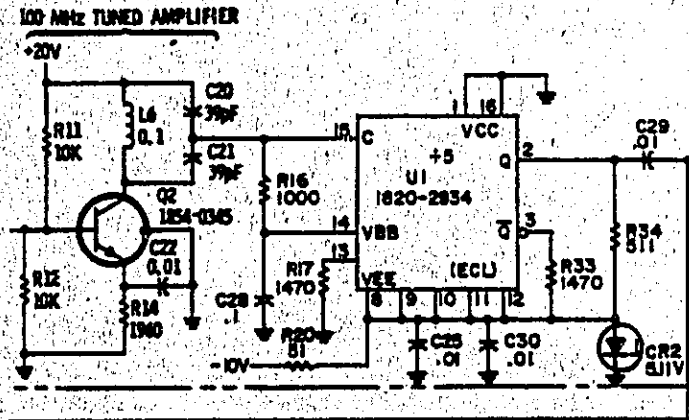 100 MHz TUNED AMPLIFIER
+20V
R11
10K
L6
0.1
C20
39pF
C21
39pF
Q2
1854-0345
C22
0.01
R12
10K
R14
1960
R16
1000
C28
.1
R17
1470
R20
51
-10V
15
14
13
1
16
C
VCC
+5
Q
2
U1
1820-2934
VBB
Q
3
VEE
(ECL)
8
9
10
11
12
C25
.01
C30
.01
R33
1470
C29
.01
R34
511
CR2
5.11V